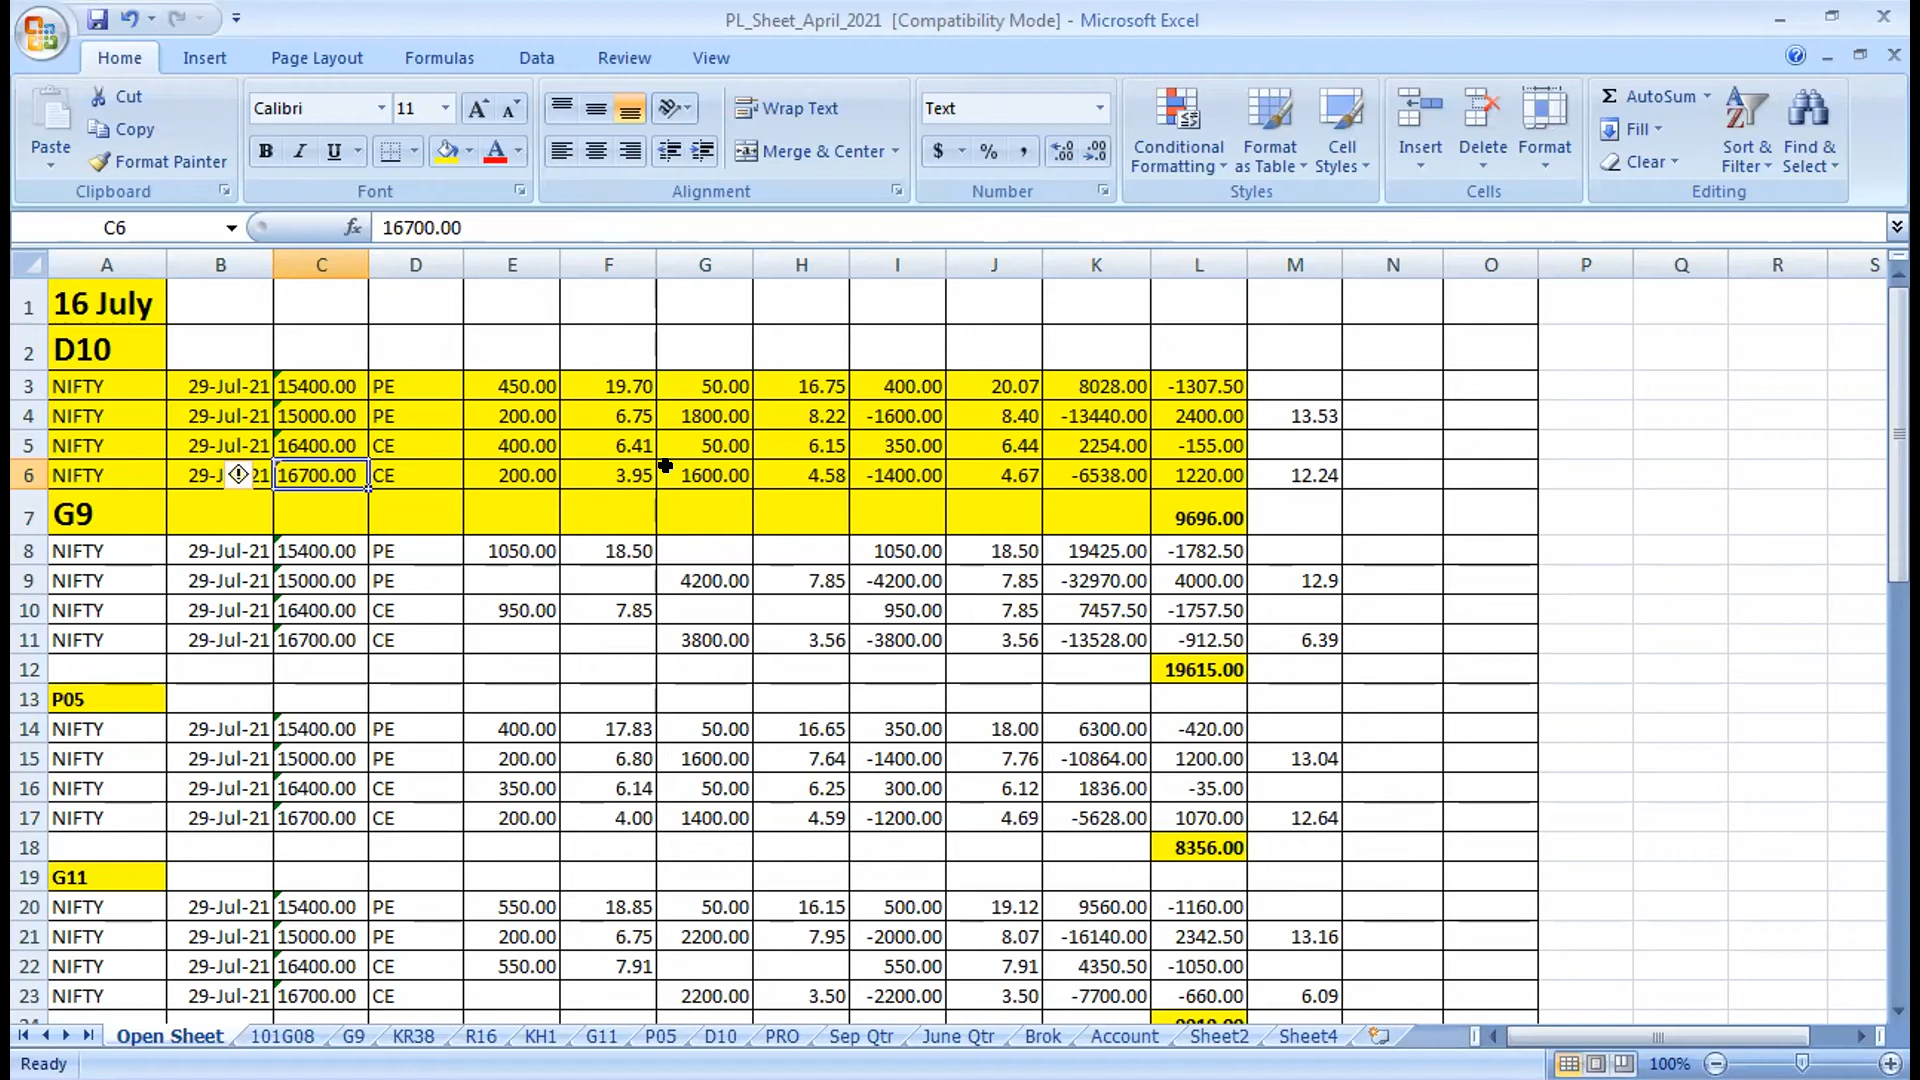 PL_Sheet_April_2021 [Compatibility Mode] - Microsoft Excel
Home Insert Page Layout Formulas Data Review View
Paste Cut Copy Format Painter Clipboard
Calibri 11 A A B I U A Font
Wrap Text Merge & Center Alignment
Text $ % , Number
Conditional Formatting Format as Table Cell Styles Styles
Insert Delete Format Cells
Σ AutoSum Fill Clear Sort & Filter Find & Select Editing
C6 fx 16700.00
A B C D E F G H I J K L M N O P Q R S
1 16 July
2 D10
3 NIFTY 29-Jul-21 15400.00 PE 450.00 19.70 50.00 16.75 400.00 20.07 8028.00 -1307.50
4 NIFTY 29-Jul-21 15000.00 PE 200.00 6.75 1800.00 8.22 -1600.00 8.40 -13440.00 2400.00 13.53
5 NIFTY 29-Jul-21 16400.00 CE 400.00 6.41 50.00 6.15 350.00 6.44 2254.00 -155.00
6 NIFTY 29-J 21 16700.00 CE 200.00 3.95 1600.00 4.58 -1400.00 4.67 -6538.00 1220.00 12.24
7 G9 9696.00
8 NIFTY 29-Jul-21 15400.00 PE 1050.00 18.50 1050.00 18.50 19425.00 -1782.50
9 NIFTY 29-Jul-21 15000.00 PE 4200.00 7.85 -4200.00 7.85 -32970.00 4000.00 12.9
10 NIFTY 29-Jul-21 16400.00 CE 950.00 7.85 950.00 7.85 7457.50 -1757.50
11 NIFTY 29-Jul-21 16700.00 CE 3800.00 3.56 -3800.00 3.56 -13528.00 -912.50 6.39
12 19615.00
13 P05
14 NIFTY 29-Jul-21 15400.00 PE 400.00 17.83 50.00 16.65 350.00 18.00 6300.00 -420.00
15 NIFTY 29-Jul-21 15000.00 PE 200.00 6.80 1600.00 7.64 -1400.00 7.76 -10864.00 1200.00 13.04
16 NIFTY 29-Jul-21 16400.00 CE 350.00 6.14 50.00 6.25 300.00 6.12 1836.00 -35.00
17 NIFTY 29-Jul-21 16700.00 CE 200.00 4.00 1400.00 4.59 -1200.00 4.69 -5628.00 1070.00 12.64
18 8356.00
19 G11
20 NIFTY 29-Jul-21 15400.00 PE 550.00 18.85 50.00 16.15 500.00 19.12 9560.00 -1160.00
21 NIFTY 29-Jul-21 15000.00 PE 200.00 6.75 2200.00 7.95 -2000.00 8.07 -16140.00 2342.50 13.16
22 NIFTY 29-Jul-21 16400.00 CE 550.00 7.91 550.00 7.91 4350.50 -1050.00
23 NIFTY 29-Jul-21 16700.00 CE 2200.00 3.50 -2200.00 3.50 -7700.00 -660.00 6.09
Open Sheet 101G08 G9 KR38 R16 KH1 G11 P05 D10 PRO Sep Qtr June Qtr Brok Account Sheet2 Sheet4
Ready 100%